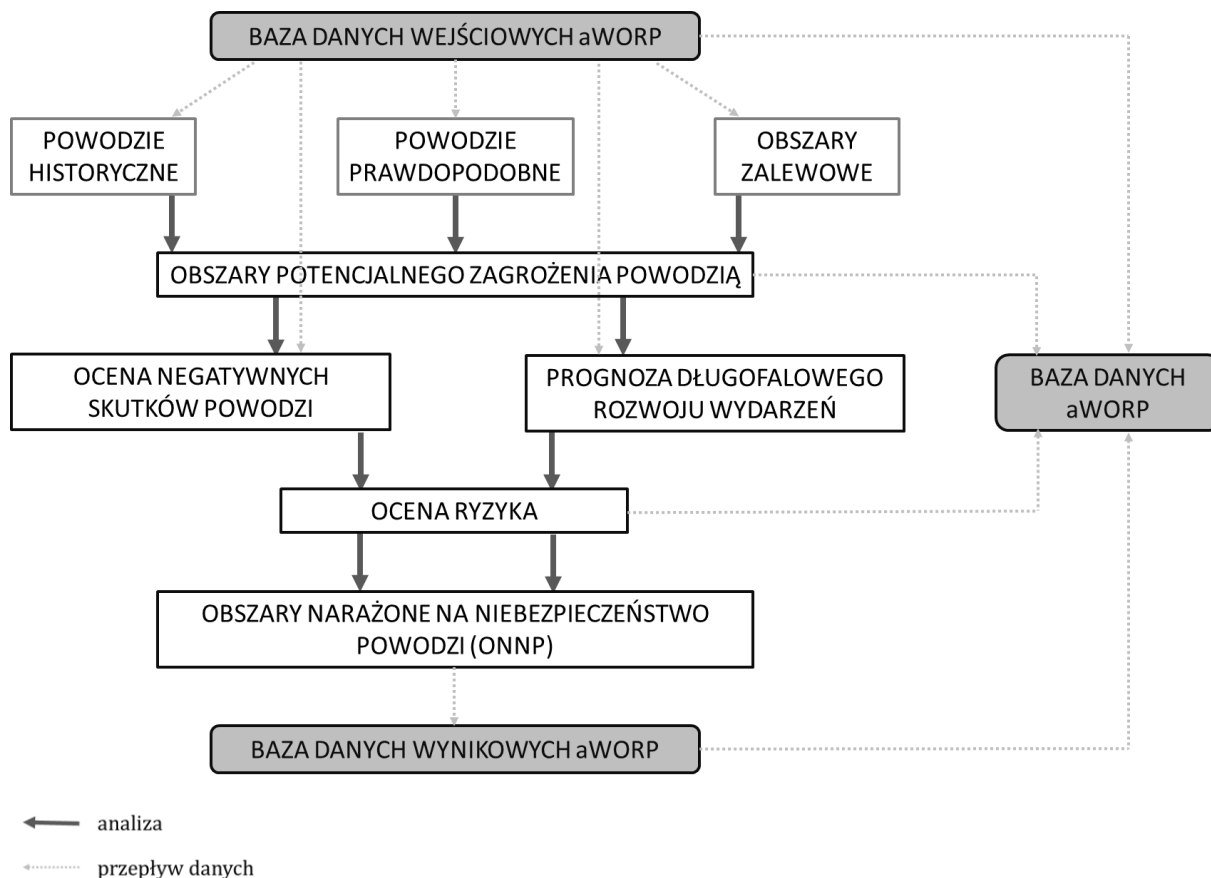 BAZA DANYCH WEJŚCIOWYCH aWORP
POWODZIE
HISTORYCZNE
POWODZIE
PRAWDOPODOBNE
OBSZARY
ZALEWOWE
OBSZARY POTENCJALNEGO ZAGROŻENIA POWODZIĄ
OCENA NEGATYWNYCH
SKUTKÓW POWODZI
PROGNOZA DŁUGOFALOWEGO
ROZWOJU WYDARZEŃ
BAZA DANYCH
aWORP
OCENA RYZYKA
OBSZARY NARAŻONE NA NIEBEZPIECZEŃSTWO
POWODZI (ONNP)
BAZA DANYCH WYNIKOWYCH aWORP
analiza
przepływ danych